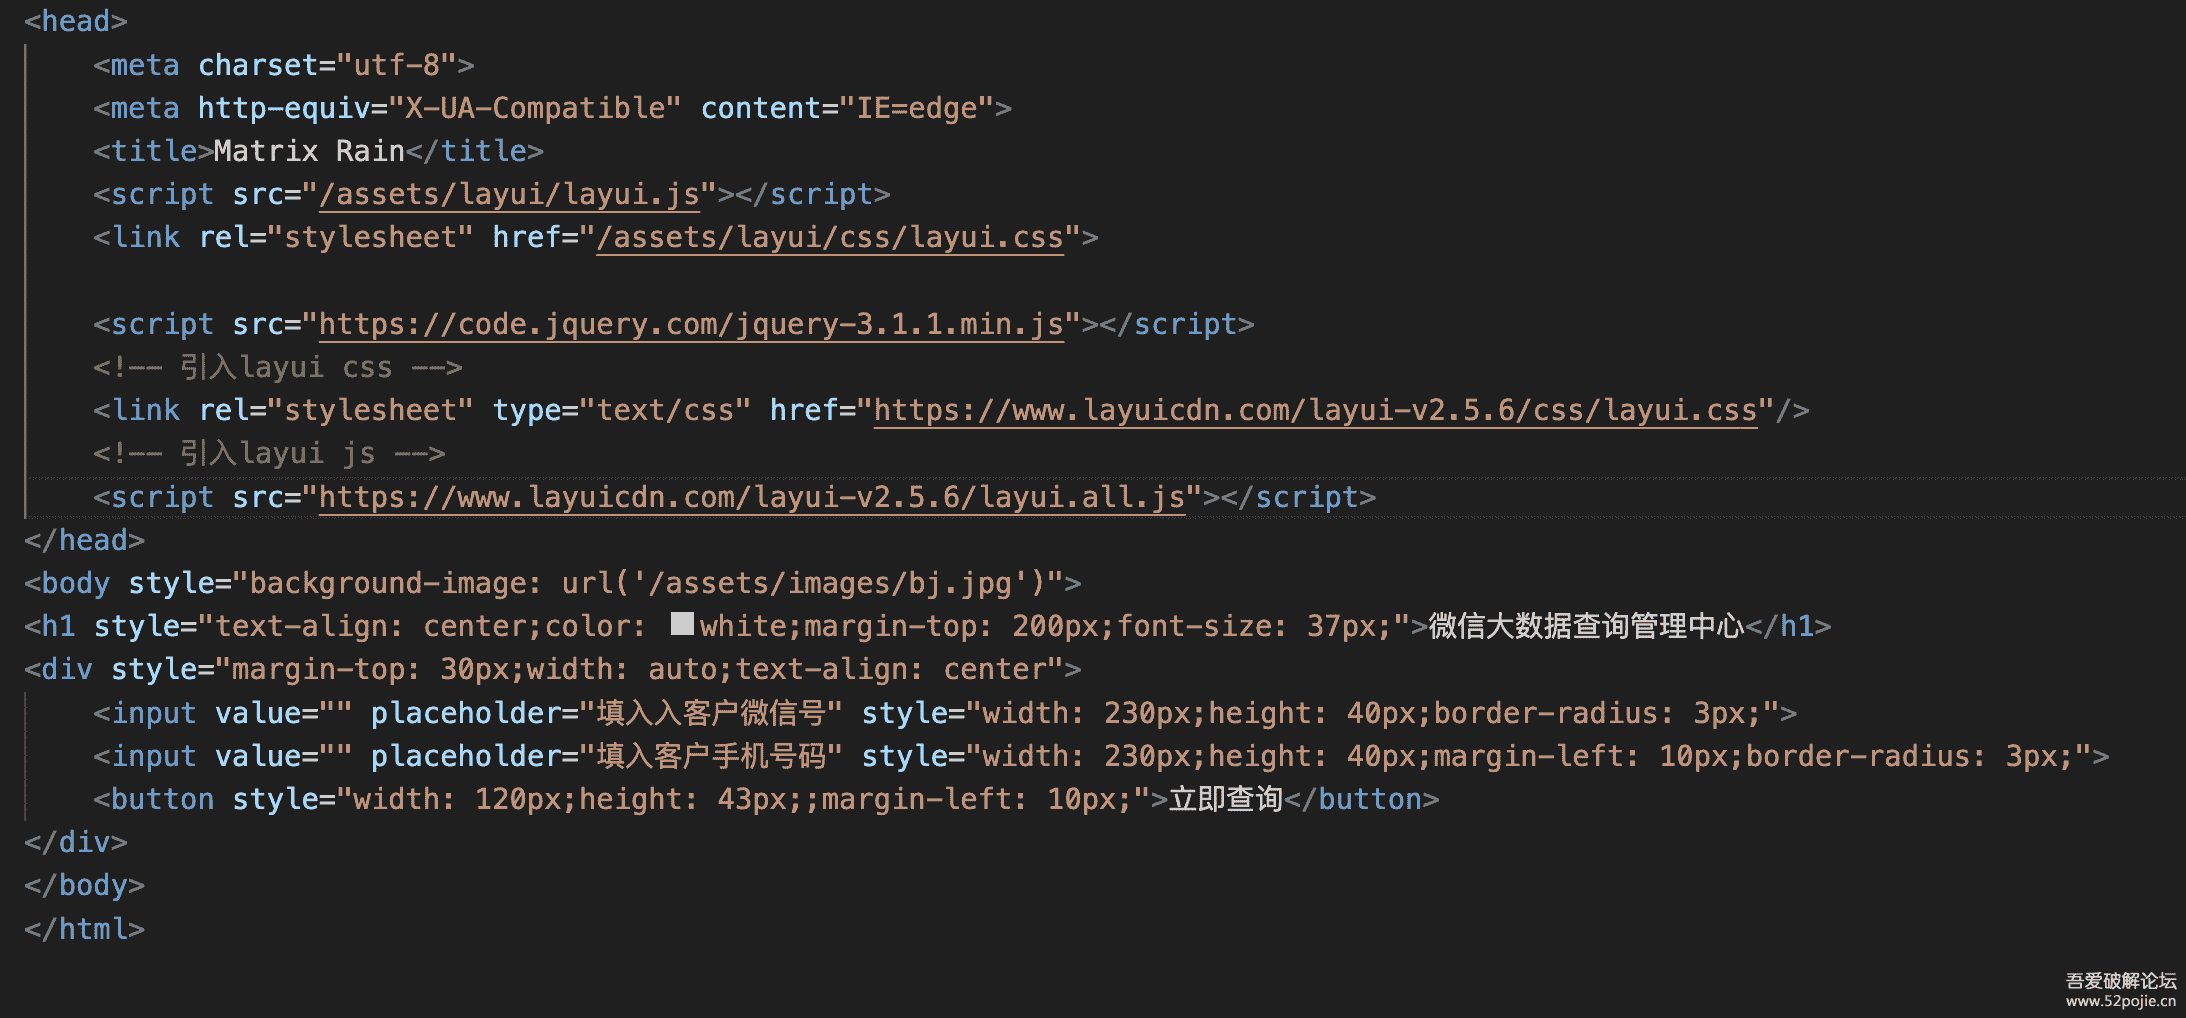 <head>
    <meta charset="utf-8">
    <meta http-equiv="X-UA-Compatible" content="IE=edge">
    <title>Matrix Rain</title>
    <script src="/assets/layui/layui.js"></script>
    <link rel="stylesheet" href="/assets/layui/css/layui.css">

    <script src="https://code.jquery.com/jquery-3.1.1.min.js"></script>
    <!-- 引入layui css -->
    <link rel="stylesheet" type="text/css" href="https://www.layuicdn.com/layui-v2.5.6/css/layui.css"/>
    <!-- 引入layui js -->
    <script src="https://www.layuicdn.com/layui-v2.5.6/layui.all.js"></script>
</head>
<body style="background-image: url('/assets/images/bj.jpg')">
<h1 style="text-align: center;color: white;margin-top: 200px;font-size: 37px;">微信大数据查询管理中心</h1>
<div style="margin-top: 30px;width: auto;text-align: center">
    <input value="" placeholder="填入入客户微信号" style="width: 230px;height: 40px;border-radius: 3px;">
    <input value="" placeholder="填入客户手机号码" style="width: 230px;height: 40px;margin-left: 10px;border-radius: 3px;">
    <button style="width: 120px;height: 43px;;margin-left: 10px;">立即查询</button>
</div>
</body>
</html>
吾爱破解论坛
www.52pojie.cn